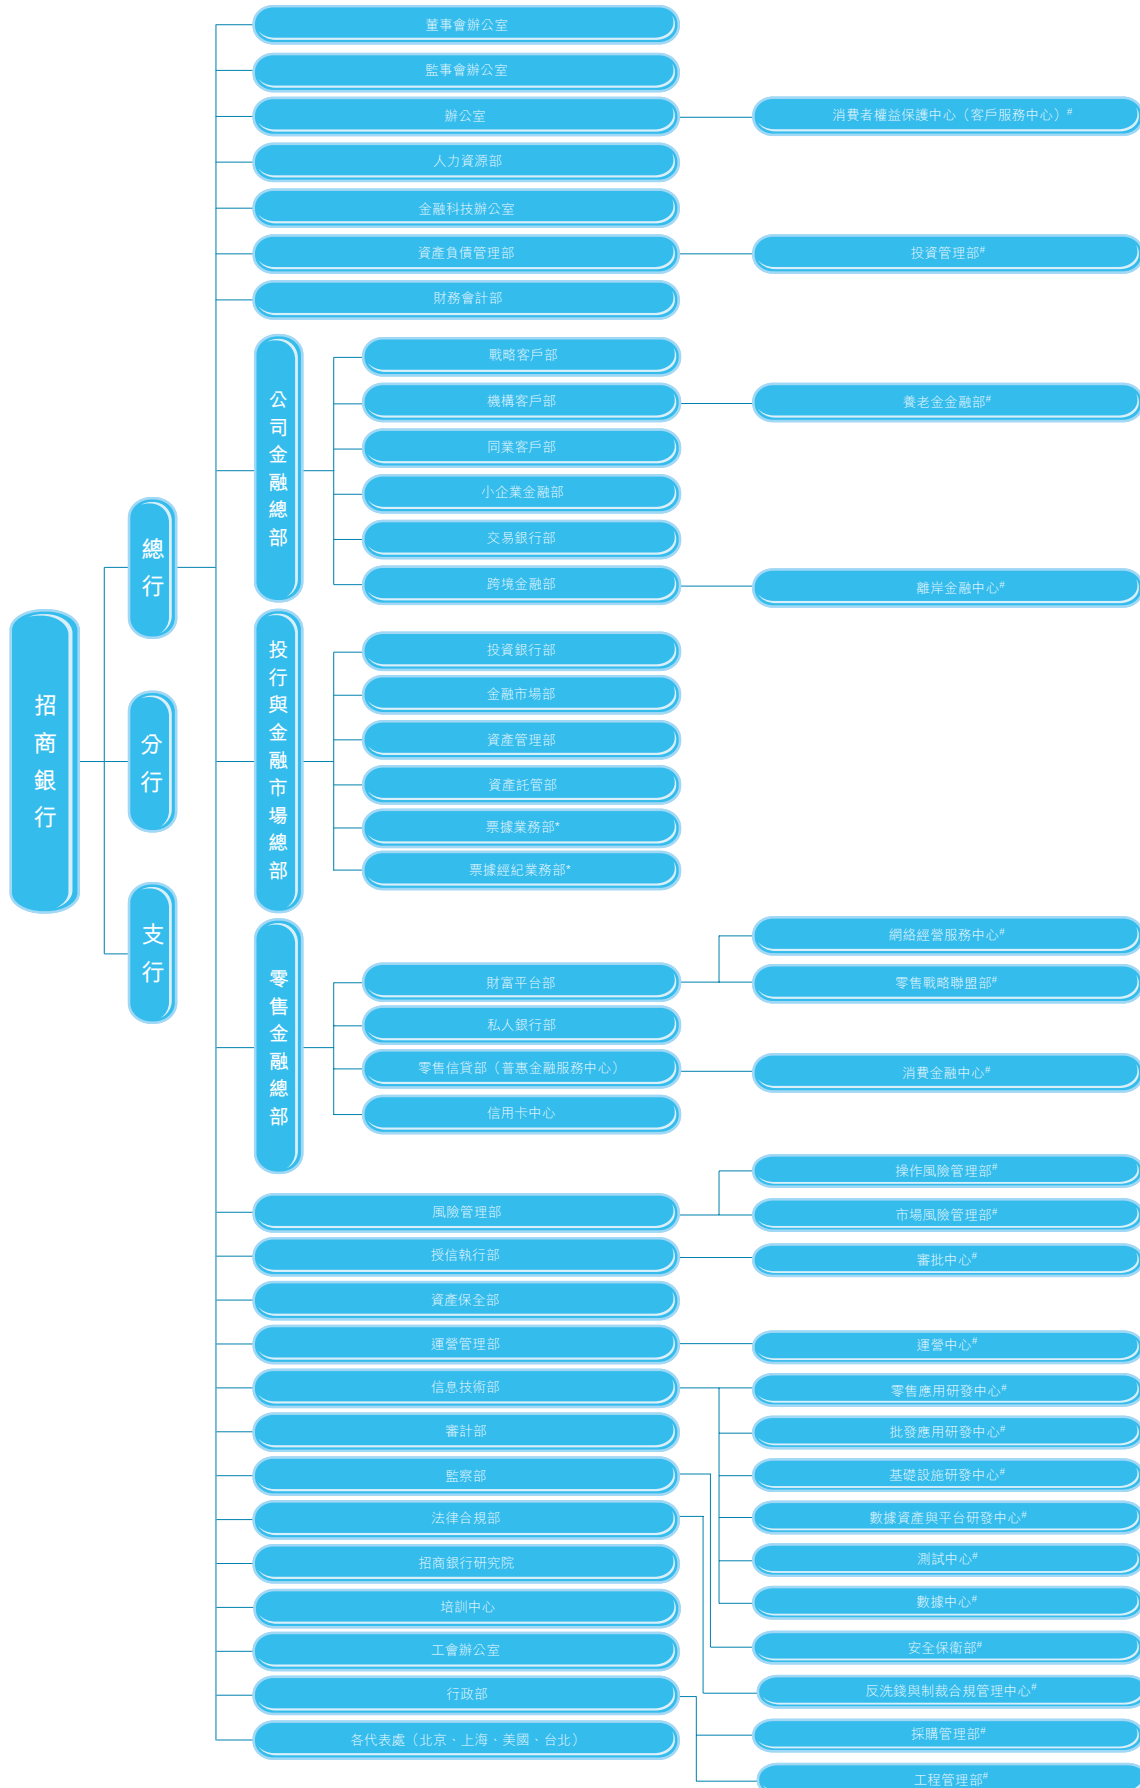 招商銀行
總行
分行
支行
董事會辦公室
監事會辦公室
辦公室
消費者權益保護中心（客戶服務中心）#
人力資源部
金融科技辦公室
資產負債管理部
投資管理部#
財務會計部
公司金融總部
戰略客戶部
機構客戶部
養老金金融部#
同業客戶部
小企業金融部
交易銀行部
跨境金融部
離岸金融中心#
投行與金融市場總部
投資銀行部
金融市場部
資產管理部
資產託管部
票據業務部*
票據經紀業務部*
零售金融總部
財富平台部
網絡經營服務中心#
零售戰略聯盟部#
私人銀行部
零售信貸部（普惠金融服務中心）
消費金融中心#
信用卡中心
風險管理部
操作風險管理部#
市場風險管理部#
授信執行部
審批中心#
資產保全部
運營管理部
運營中心#
信息技術部
零售應用研發中心#
批發應用研發中心#
基礎設施研發中心#
數據資產與平台研發中心#
測試中心#
數據中心#
審計部
監察部
安全保衛部#
法律合規部
反洗錢與制裁合規管理中心#
招商銀行研究院
培訓中心
工會辦公室
行政部
採購管理部#
工程管理部#
各代表處（北京、上海、美國、台北）